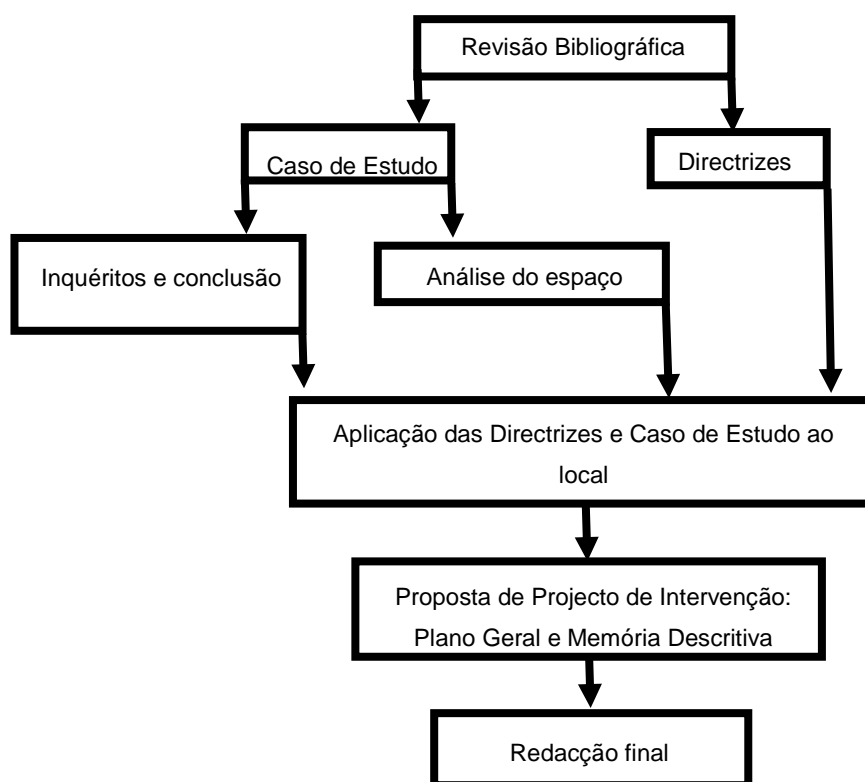 Revisão Bibliográfica
Caso de Estudo
Directrizes
Inquéritos e conclusão
Análise do espaço
Aplicação das Directrizes e Caso de Estudo ao
local
Proposta de Projecto de Intervenção:
Plano Geral e Memória Descritiva
Redacção final